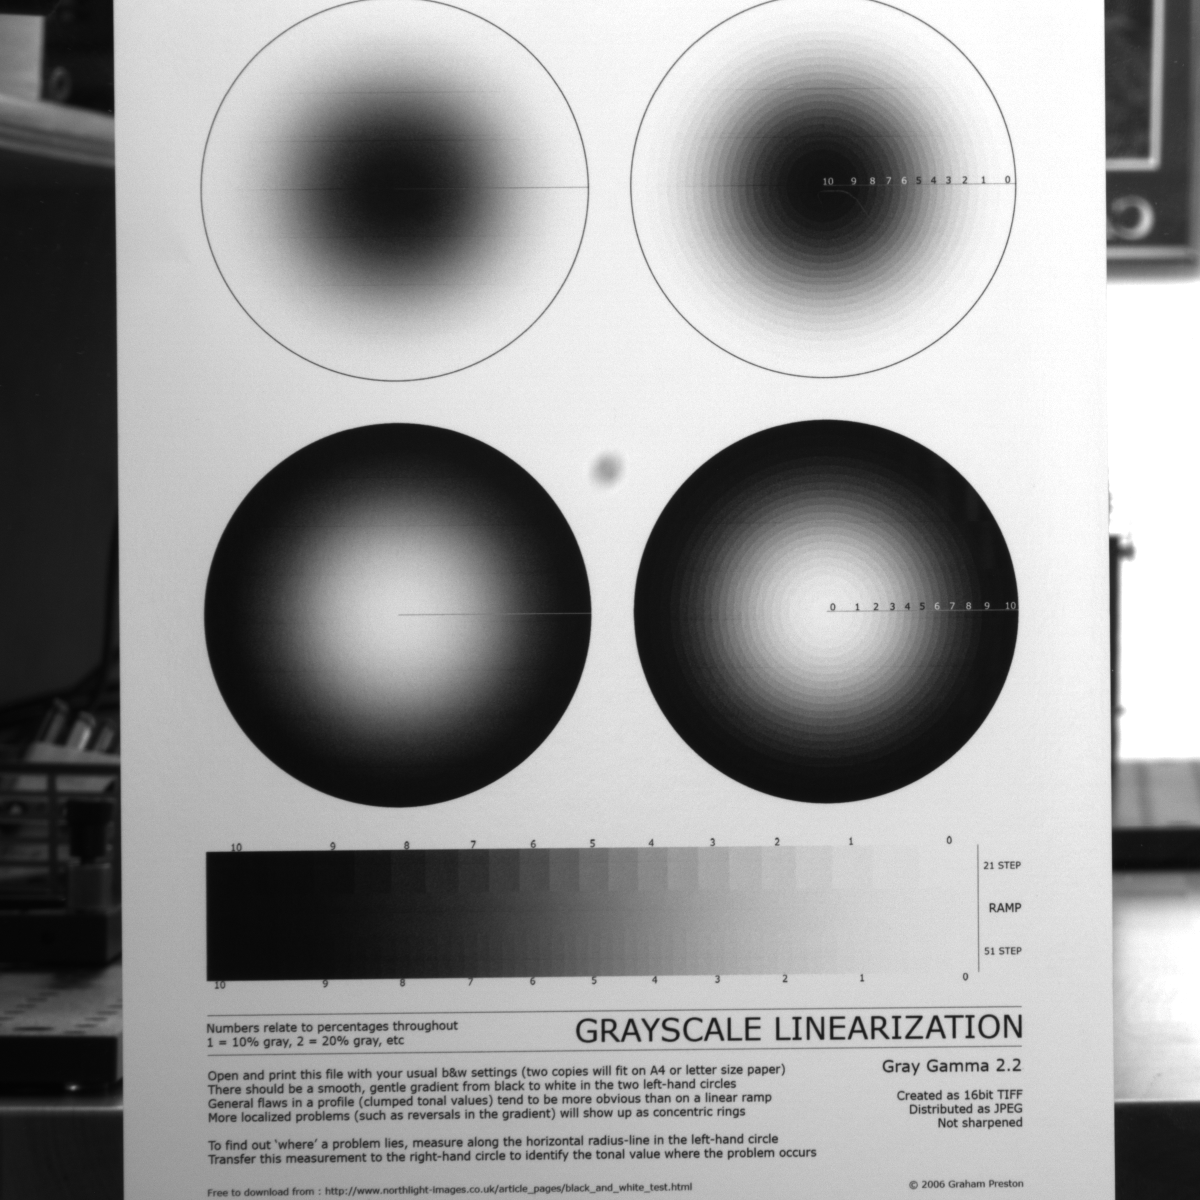 10 9 8 7 6 5 4 3 2 1 0
0 1 2 3 4 5 6 7 8 9 10
10 9 8 7 6 5 4 3 2 1 0
21 STEP
RAMP
51 STEP
10 9 8 7 6 5 4 3 2 1 0
Numbers relate to percentages throughout
1 = 10% gray, 2 = 20% gray, etc
GRAYSCALE LINEARIZATION
Gray Gamma 2.2
Open and print this file with your usual b&w settings (two copies will fit on A4 or letter size paper)
There should be a smooth, gentle gradient from black to white in the two left-hand circles
General flaws in a profile (clumped tonal values) tend to be more obvious than on a linear ramp
More localized problems (such as reversals in the gradient) will show up as concentric rings
Created as 16bit TIFF
Distributed as JPEG
Not sharpened
To find out 'where' a problem lies, measure along the horizontal radius-line in the left-hand circle
Transfer this measurement to the right-hand circle to identify the tonal value where the problem occurs
Free to download from : http://www.northlight-images.co.uk/article_pages/black_and_white_test.html
© 2006 Graham Preston